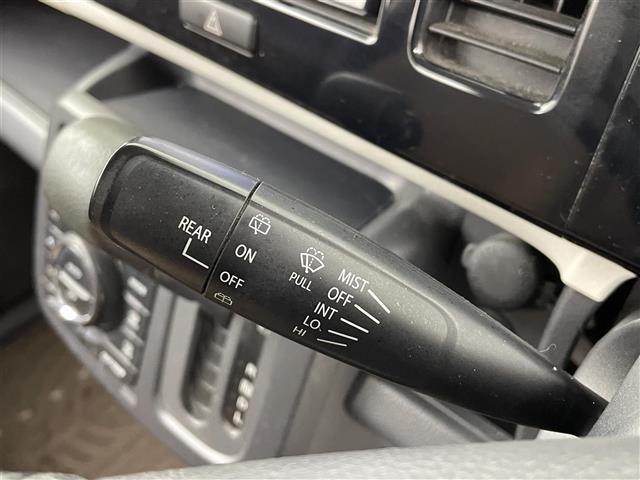 REAR
ON
OFF
PULL
MIST
OFF
INT
LO.
HI